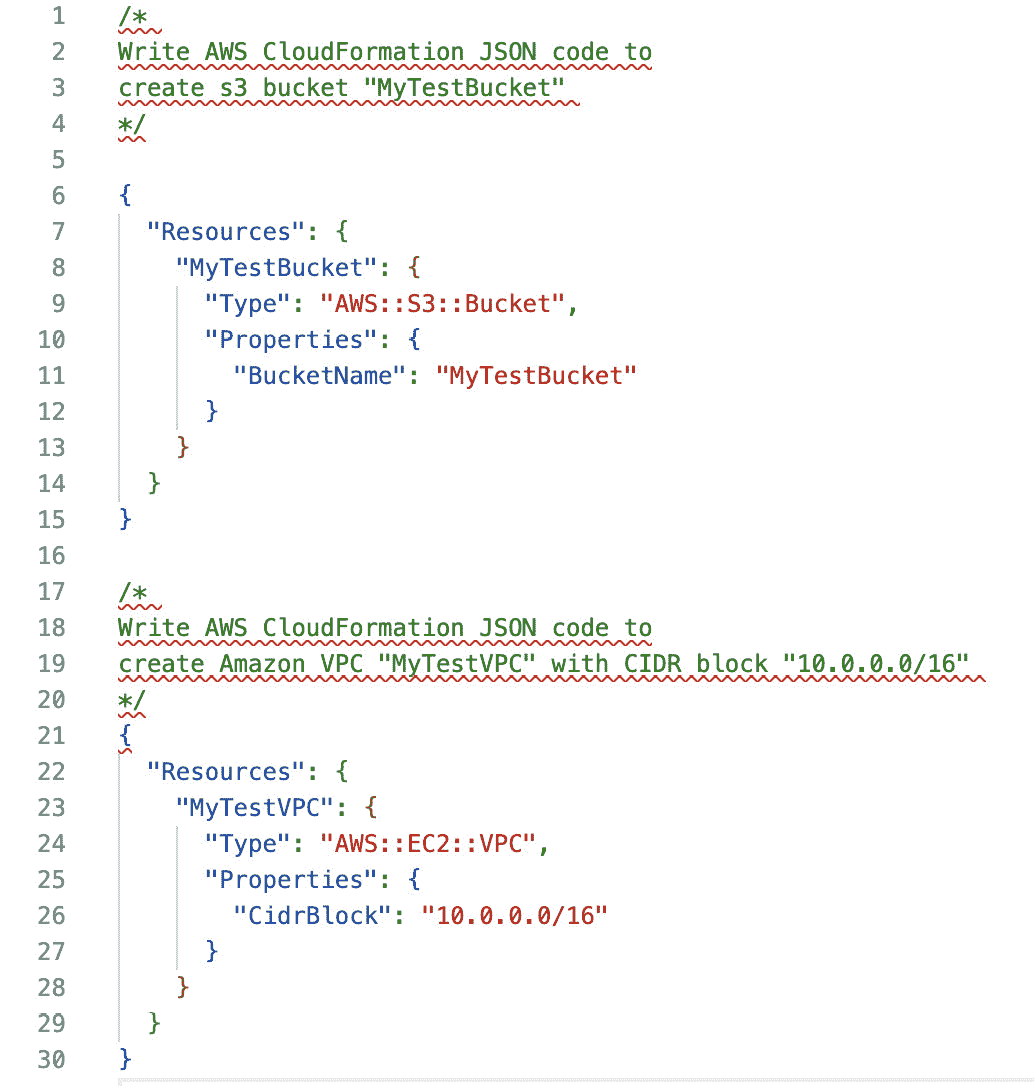 1 /*
2 Write AWS CloudFormation JSON code to
3 create s3 bucket "MyTestBucket"
4 */
5
6 {
7   "Resources": {
8     "MyTestBucket": {
9       "Type": "AWS::S3::Bucket",
10       "Properties": {
11         "BucketName": "MyTestBucket"
12       }
13     }
14   }
15 }
16
17 /*
18 Write AWS CloudFormation JSON code to
19 create Amazon VPC "MyTestVPC" with CIDR block "10.0.0.0/16"
20 */
21 {
22   "Resources": {
23     "MyTestVPC": {
24       "Type": "AWS::EC2::VPC",
25       "Properties": {
26         "CidrBlock": "10.0.0.0/16"
27       }
28     }
29   }
30 }